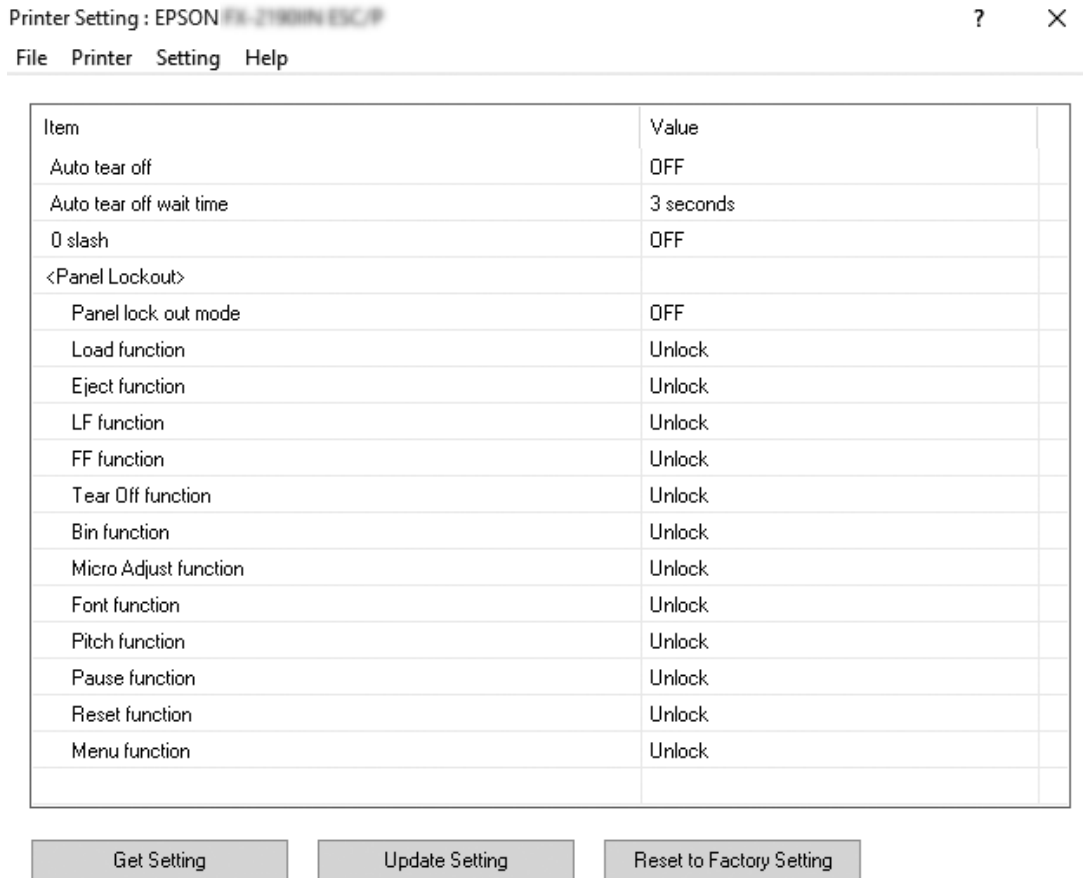 Printer Setting : EPSON
? ×
File Printer Setting Help
Item Value
Auto tear off OFF
Auto tear off wait time 3 seconds
0 slash OFF
<Panel Lockout>
Panel lock out mode OFF
Load function Unlock
Eject function Unlock
LF function Unlock
FF function Unlock
Tear Off function Unlock
Bin function Unlock
Micro Adjust function Unlock
Font function Unlock
Pitch function Unlock
Pause function Unlock
Reset function Unlock
Menu function Unlock
Get Setting Update Setting Reset to Factory Setting